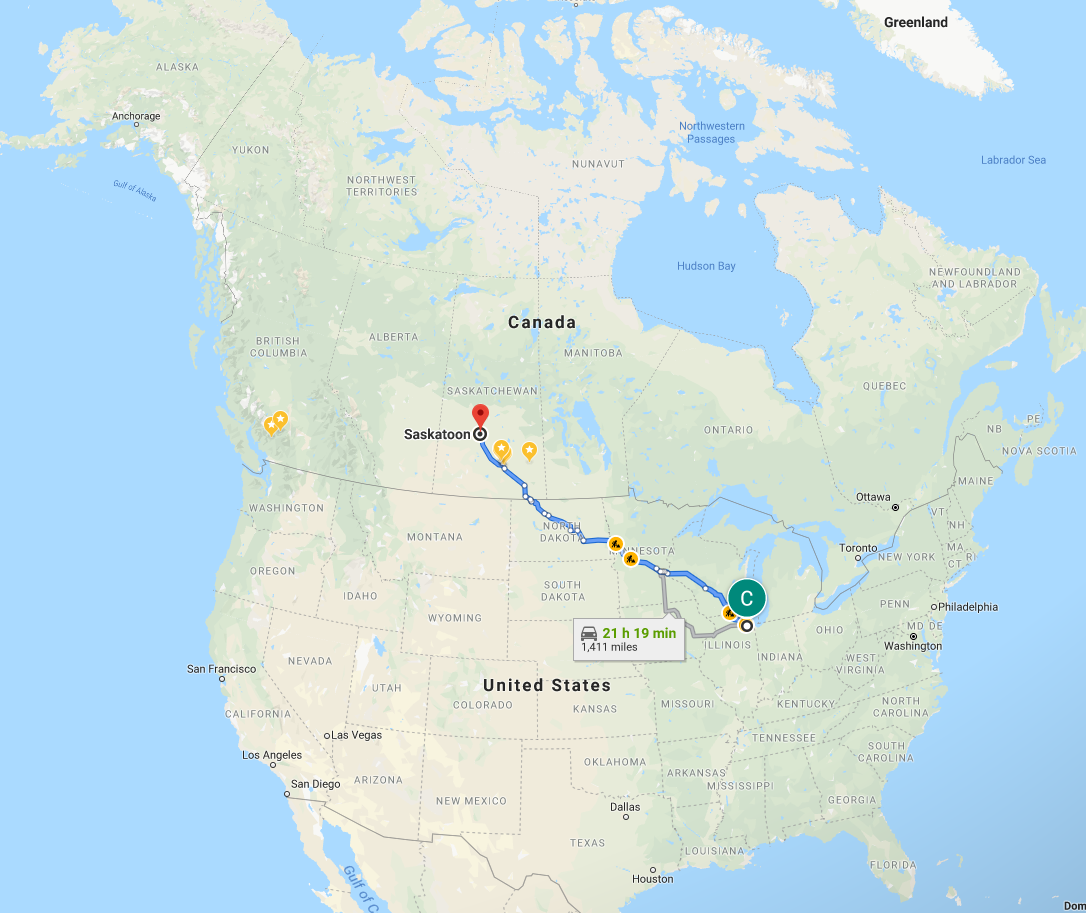 Greenland
ALASKA
Anchorage
Northwestern
Passages
YUKON
NUNAVUT
Labrador Sea
NORTHWEST
TERRITORIES
Gulf of Alaska
Hudson Bay
NEWFOUNDLAND
AND LABRADOR
Canada
BRITISH
COLUMBIA
ALBERTA
MANITOBA
SASKATCHEWAN
QUEBEC
Saskatoon
ONTARIO
PE
NB
NOVA SCOTIA
MAINE
Ottawa
WASHINGTON
VT
NH
NORTH
DAKOTA
MONTANA
MINNESOTA
Toronto
NEW YORK
MA
CT RI
OREGON
IDAHO
SOUTH
DAKOTA
C
PENN
Philadelphia
WYOMING
21 h 19 min
1,411 miles
OHIO
MD DE
Washington
ILLINOIS
INDIANA
WEST
VIRGINIA
San Francisco
NEVADA
UTAH
United States
COLORADO
KANSAS
MISSOURI
KENTUCKY
NORTH
CAROLINA
CALIFORNIA
Las Vegas
TENNESSEE
Los Angeles
OKLAHOMA
SOUTH
CAROLINA
ARIZONA
San Diego
ARKANSAS
MISSISSIPPI
NEW MEXICO
Dallas
GEORGIA
TEXAS
LOUISIANA
Houston
FLORIDA
Gulf of C
Dom